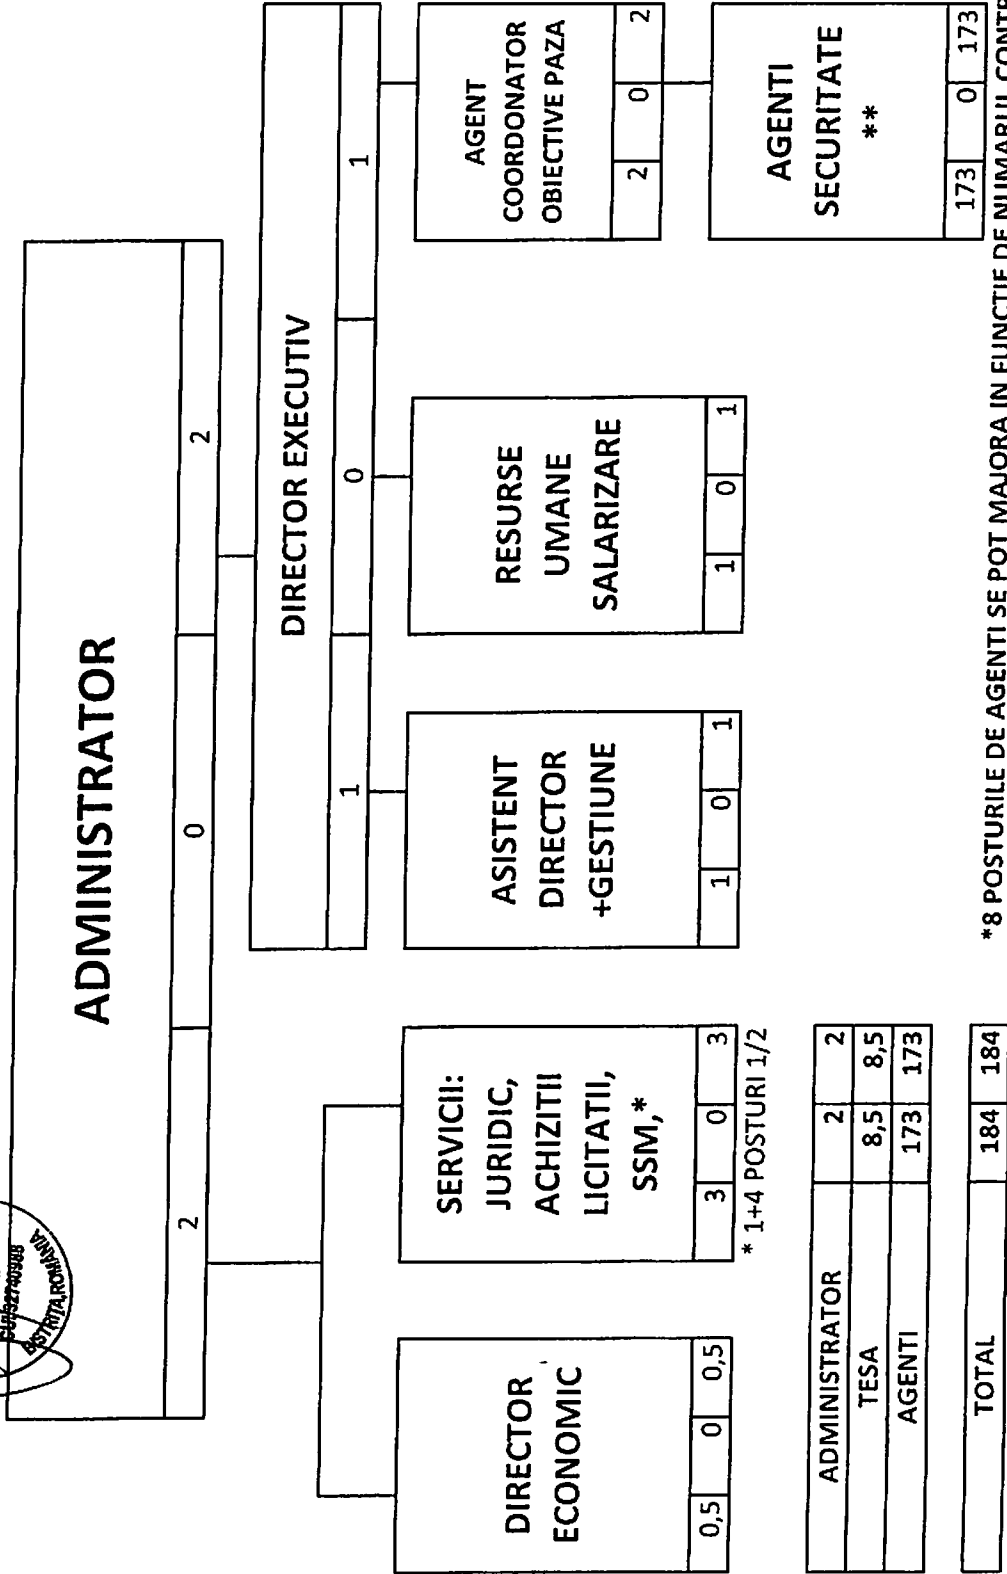 CUI 32740988
BISTRITA, ROMANIA
ADMINISTRATOR
2 0 2
DIRECTOR EXECUTIV
1 0 1
DIRECTOR
ECONOMIC
0,5 0 0,5
SERVICII:
JURIDIC,
ACHIZITII
LICITATII,
SSM,*
3 0 3
* 1+4 POSTURI 1/2
ASISTENT
DIRECTOR
+GESTIUNE
1 0 1
RESURSE
UMANE
SALARIZARE
1 0 1
AGENT
COORDONATOR
OBIECTIVE PAZA
2 0 2
AGENTI
SECURITATE
**
173 0 173
ADMINISTRATOR 2 2
TESA 8,5 8,5
AGENTI 173 173
TOTAL 184 184
*8 POSTURILE DE AGENTI SE POT MAJORA IN FUNCTIE DE NUMARUL CONTR